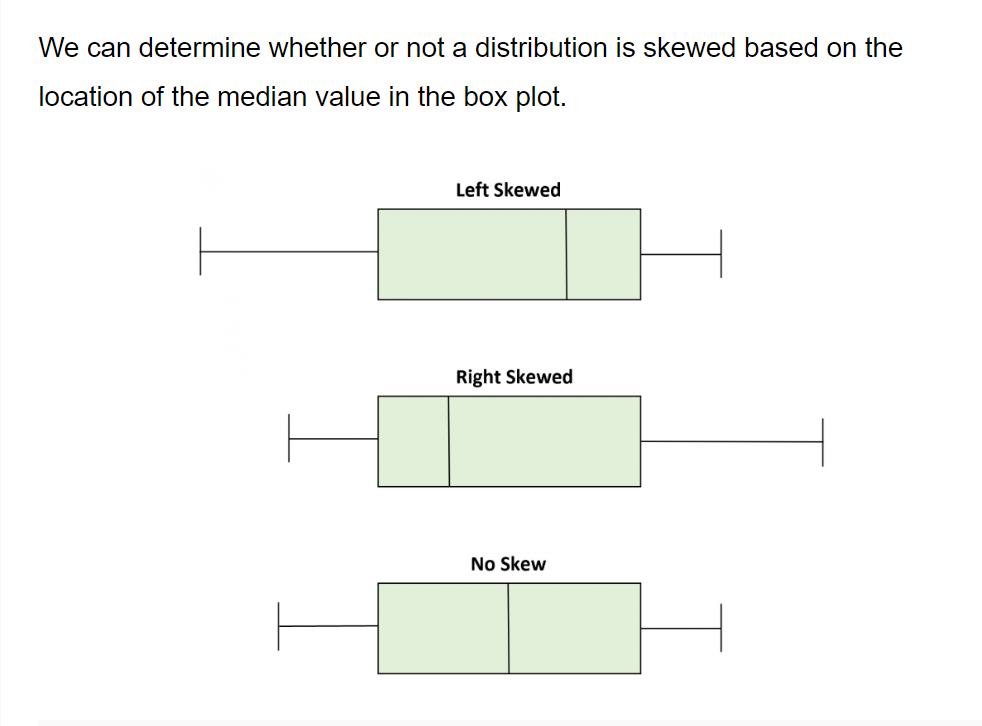 We can determine whether or not a distribution is skewed based on the
location of the median value in the box plot.
Left Skewed
Right Skewed
No Skew